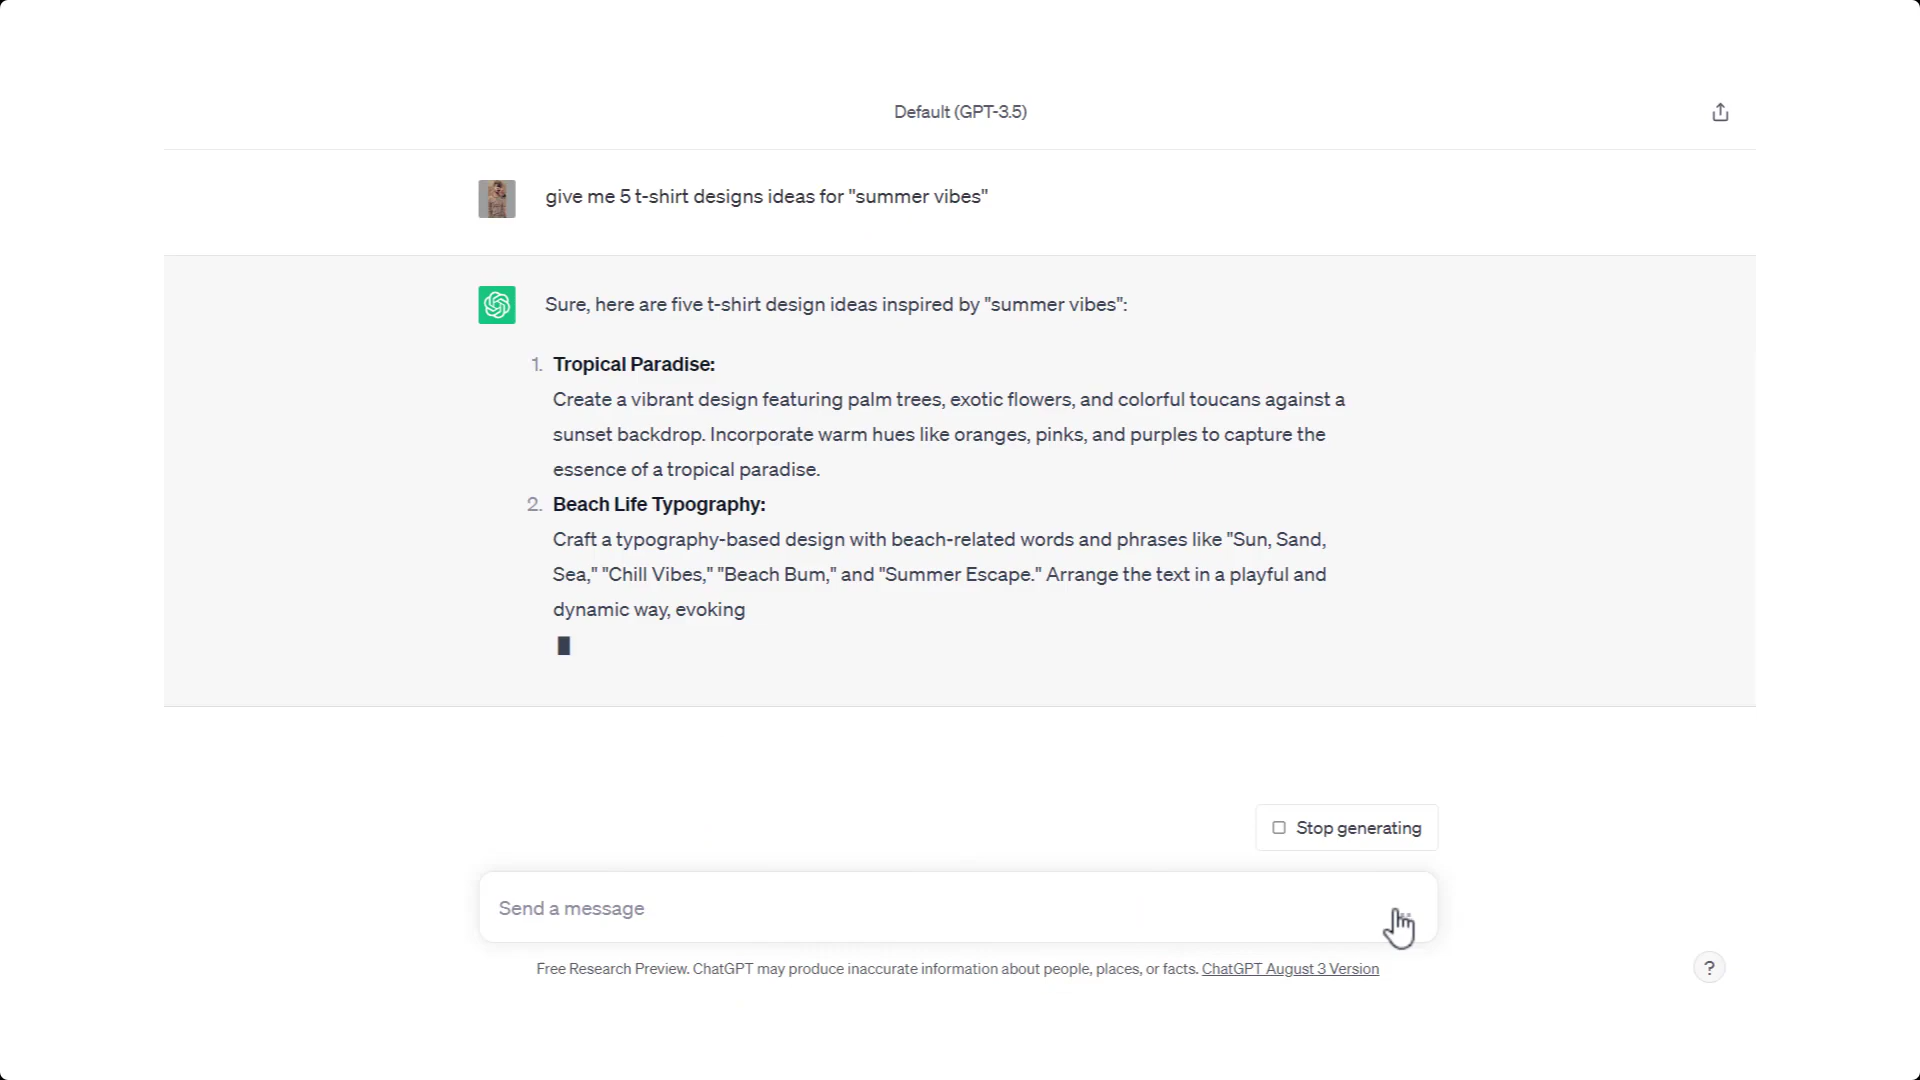 Default (GPT-3.5)
give me 5 t-shirt designs ideas for "summer vibes"
Sure, here are five t-shirt design ideas inspired by "summer vibes":
1. Tropical Paradise:
Create a vibrant design featuring palm trees, exotic flowers, and colorful toucans against a
sunset backdrop. Incorporate warm hues like oranges, pinks, and purples to capture the
essence of a tropical paradise.
2. Beach Life Typography:
Craft a typography-based design with beach-related words and phrases like "Sun, Sand,
Sea," "Chill Vibes," "Beach Bum," and "Summer Escape." Arrange the text in a playful and
dynamic way, evoking
Stop generating
Send a message
Free Research Preview. ChatGPT may produce inaccurate information about people, places, or facts. ChatGPT August 3 Version
?